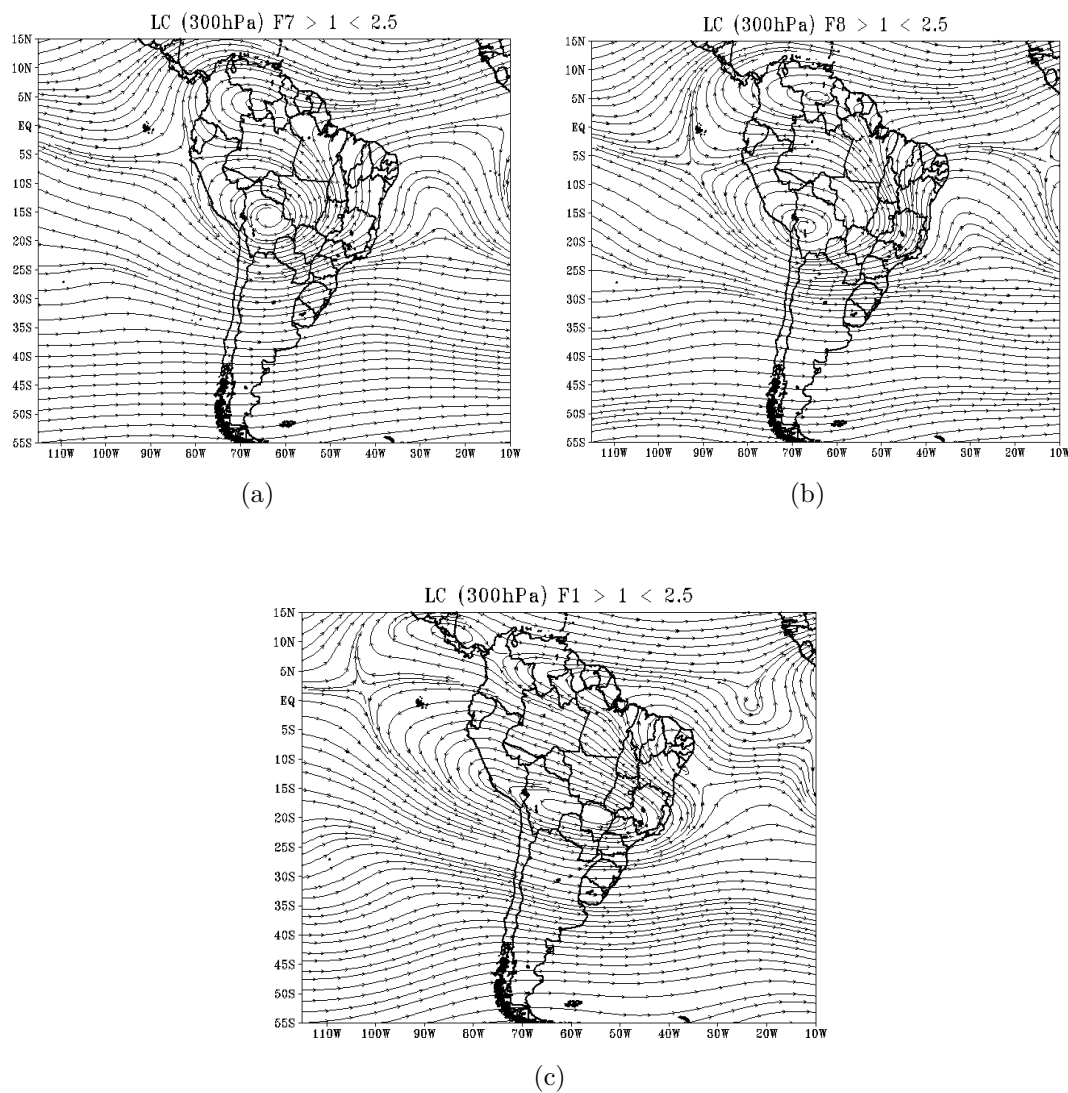 LC (300hPa) F7 > 1 < 2.5
15N
10N
5N
EQ
5S
10S
15S
20S
25S
30S
35S
40S
45S
50S
55S
110W 100W 90W 80W 70W 60W 50W 40W 30W 20W 10W
(a)
LC (300hPa) F8 > 1 < 2.5
15N
10N
5N
EQ
5S
10S
15S
20S
25S
30S
35S
40S
45S
50S
55S
110W 100W 90W 80W 70W 60W 50W 40W 30W 20W 10W
(b)
LC (300hPa) F1 > 1 < 2.5
15N
10N
5N
EQ
5S
10S
15S
20S
25S
30S
35S
40S
45S
50S
55S
110W 100W 90W 80W 70W 60W 50W 40W 30W 20W 10W
(c)